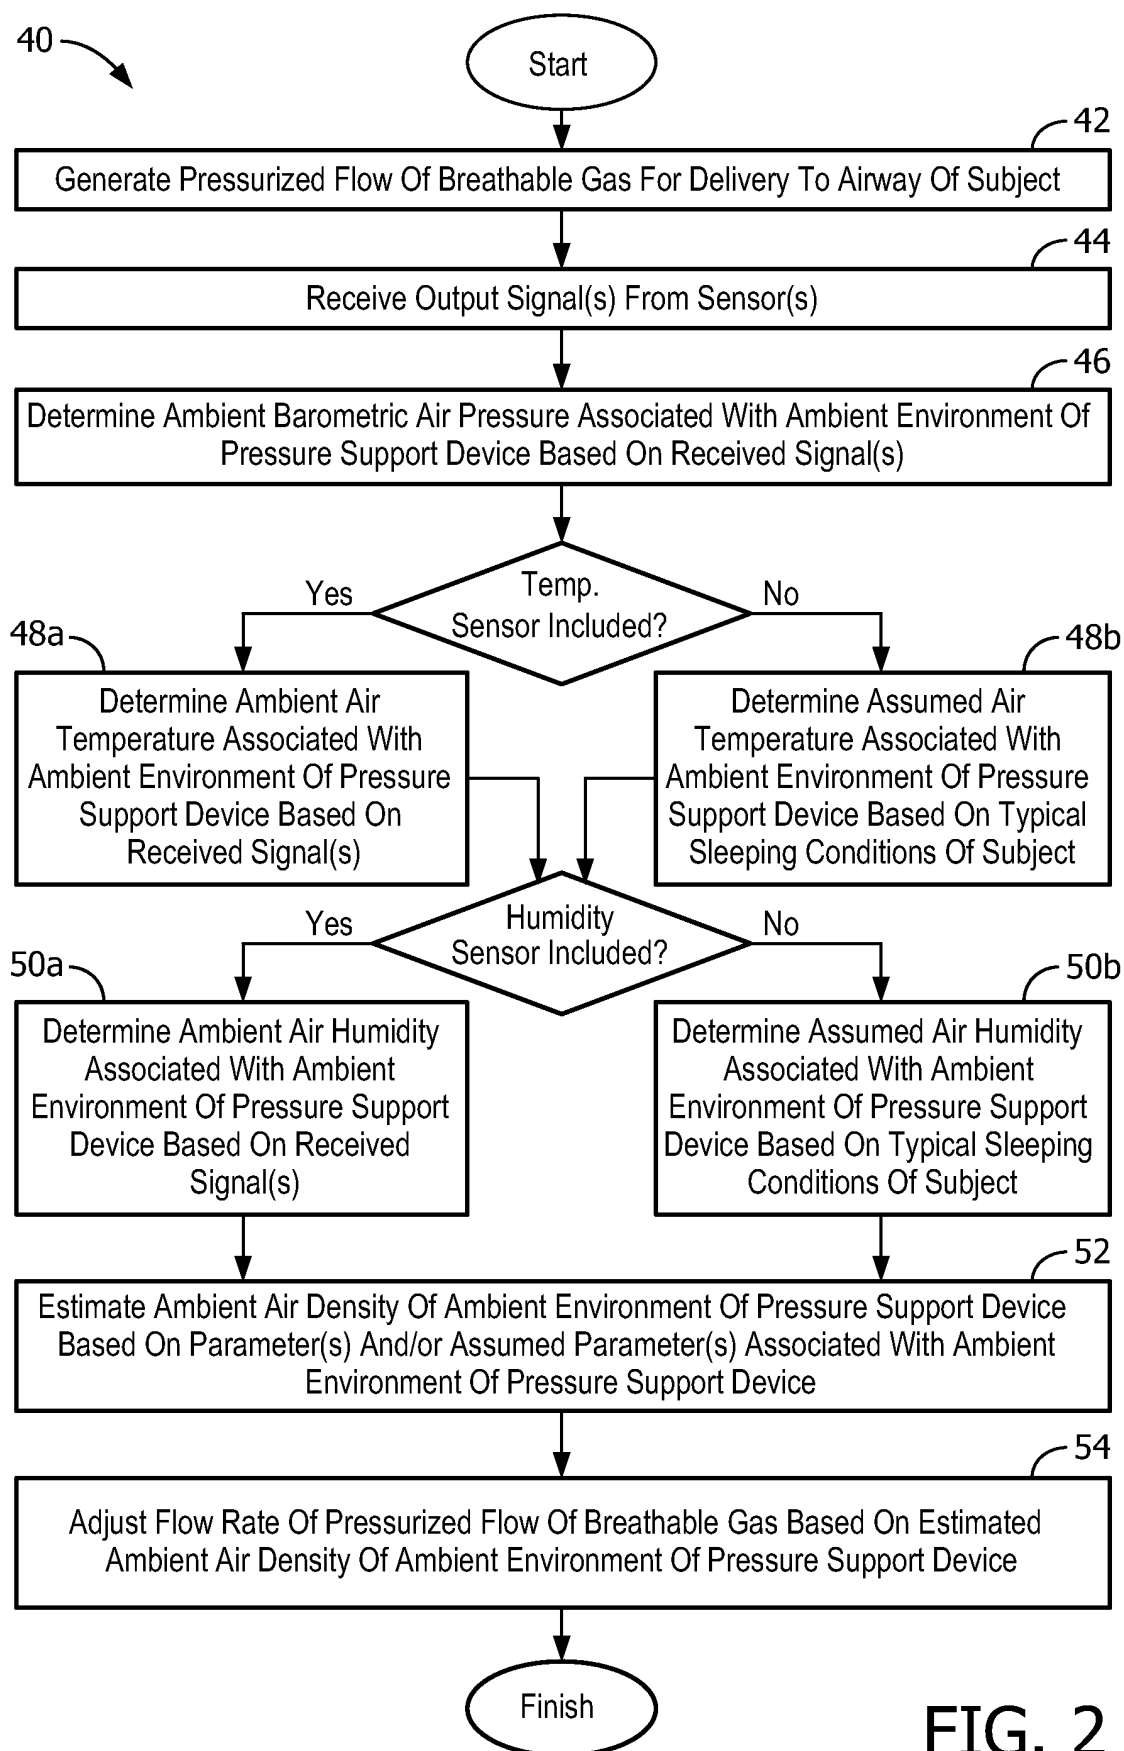 40
Start
42
Generate Pressurized Flow Of Breathable Gas For Delivery To Airway Of Subject
44
Receive Output Signal(s) From Sensor(s)
46
Determine Ambient Barometric Air Pressure Associated With Ambient Environment Of
Pressure Support Device Based On Received Signal(s)
Temp.
Sensor Included?
Yes
No
48a
Determine Ambient Air
Temperature Associated With
Ambient Environment Of Pressure
Support Device Based On
Received Signal(s)
48b
Determine Assumed Air
Temperature Associated With
Ambient Environment Of Pressure
Support Device Based On Typical
Sleeping Conditions Of Subject
Humidity
Sensor Included?
Yes
No
50a
Determine Ambient Air Humidity
Associated With Ambient
Environment Of Pressure Support
Device Based On Received
Signal(s)
50b
Determine Assumed Air Humidity
Associated With Ambient
Environment Of Pressure Support
Device Based On Typical Sleeping
Conditions Of Subject
52
Estimate Ambient Air Density Of Ambient Environment Of Pressure Support Device
Based On Parameter(s) And/or Assumed Parameter(s) Associated With Ambient
Environment Of Pressure Support Device
54
Adjust Flow Rate Of Pressurized Flow Of Breathable Gas Based On Estimated
Ambient Air Density Of Ambient Environment Of Pressure Support Device
Finish
FIG. 2